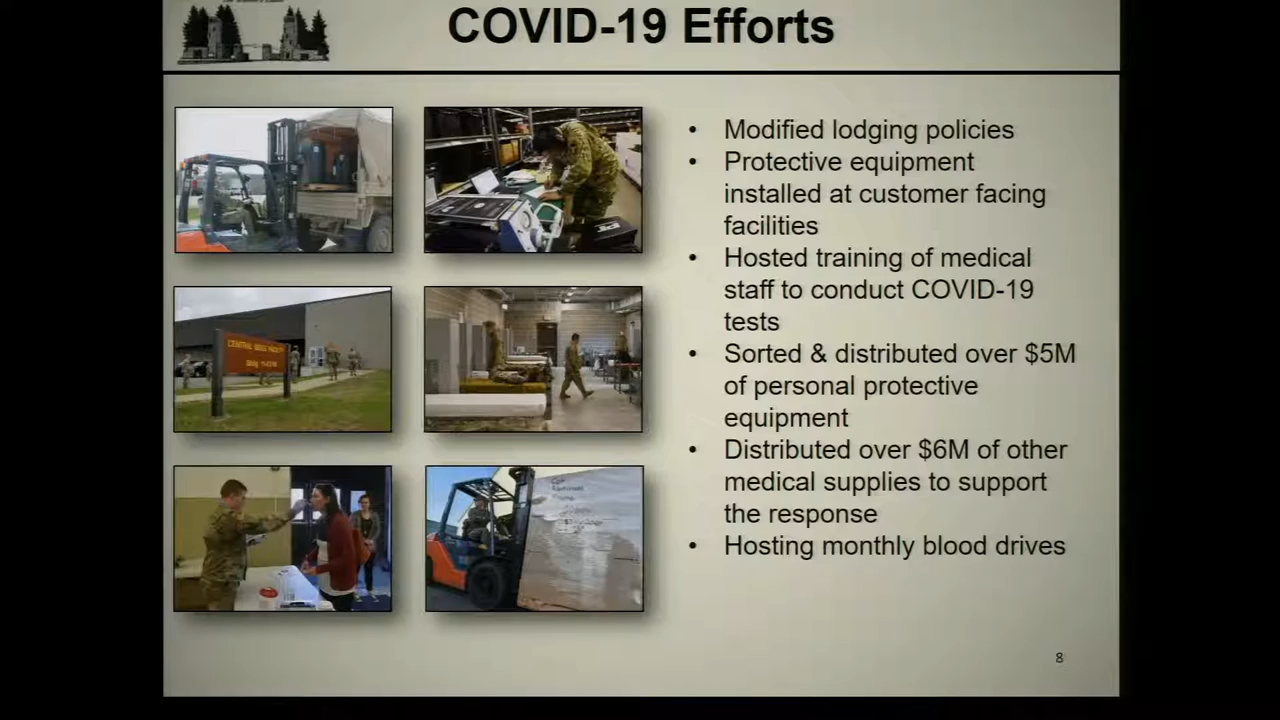 COVID-19 Efforts
• Modified lodging policies
• Protective equipment
installed at customer facing
facilities
• Hosted training of medical
staff to conduct COVID-19
tests
• Sorted & distributed over $5M
of personal protective
equipment
• Distributed over $6M of other
medical supplies to support
the response
• Hosting monthly blood drives
CENTRAL ISSUE FACILITY
8